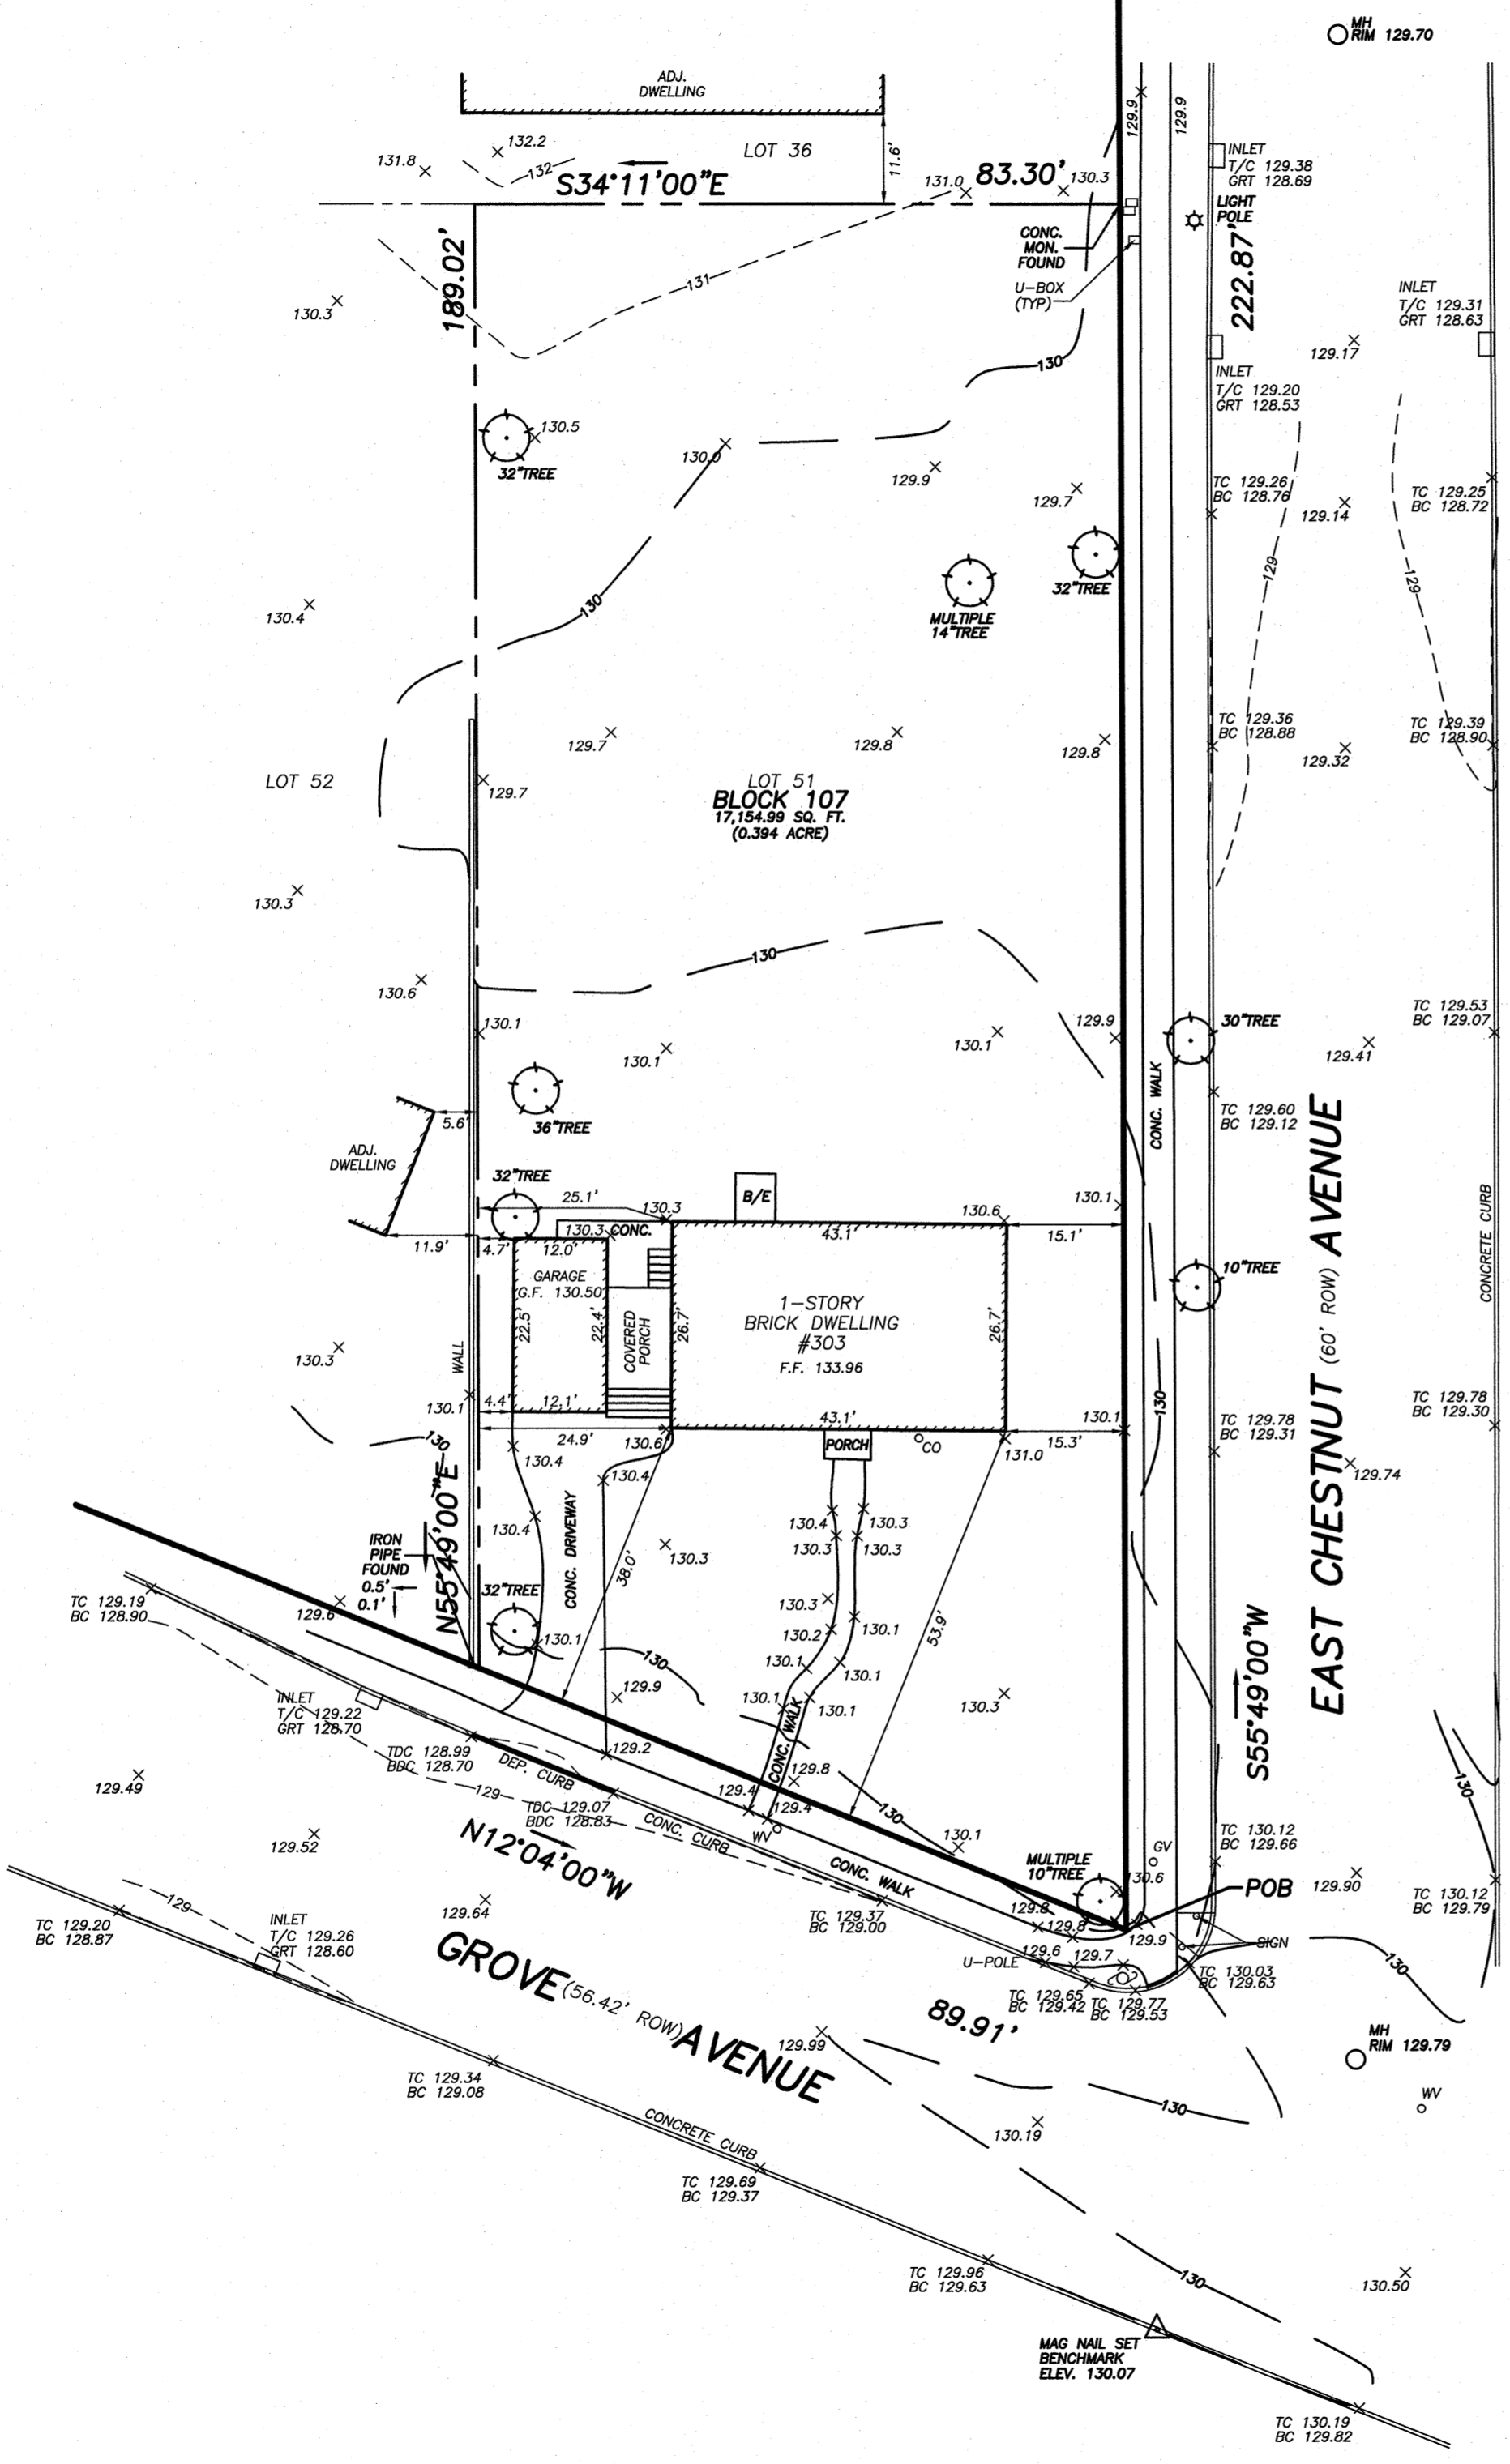 MH
RIM 129.70
ADJ.
DWELLING
LOT 36
11.6'
129.9
129.9
132.2
131.8
132
S34°11'00"E
83.30'
131.0
130.3
INLET
T/C 129.38
GRT 128.69
LIGHT
POLE
CONC.
MON.
FOUND
U-BOX
(TYP)
189.02'
222.87'
131
130.3
INLET
T/C 129.31
GRT 128.63
129.17
130
INLET
T/C 129.20
GRT 128.53
130.5
32"TREE
130.0
129.9
129.7
TC 129.26
BC 128.76
129.14
TC 129.25
BC 128.72
32"TREE
MULTIPLE
14"TREE
129
129
130.4
130
129.7
129.8
129.8
TC 129.36
BC 128.88
129.32
TC 129.39
BC 128.90
LOT 52
129.7
LOT 51
BLOCK 107
17,154.99 SQ. FT.
(0.394 ACRE)
130.3
130
130.6
130.1
130.1
130.1
129.9
30"TREE
129.41
TC 129.53
BC 129.07
CONC. WALK
TC 129.60
BC 129.12
36"TREE
5.6'
ADJ.
DWELLING
32"TREE
25.1'
130.3
B/E
130.6
130.1
130.3
CONC.
11.9'
4.7'
12.0'
43.1'
15.1'
10"TREE
GARAGE
G.F. 130.50
22.5'
22.4'
COVERED
PORCH
26.7'
1-STORY
BRICK DWELLING
#303
F.F. 133.96
26.7'
CONCRETE CURB
EAST CHESTNUT (60' ROW) AVENUE
WALL
130.3
130.1
4.4'
12.1'
43.1'
130.1
130
TC 129.78
BC 129.30
24.9'
130.6
PORCH
CO
131.0
15.3'
TC 129.78
BC 129.31
130
130.4
130.4
129.74
N55°49'00"E
IRON
PIPE
FOUND
0.5'
0.1'
130.4
CONC. DRIVEWAY
38.0'
130.3
130.4
130.3
130.3
130.3
53.9'
TC 129.19
BC 128.90
129.6
32"TREE
130.1
130.3
130.2
130.1
130.1
130.1
S55°49'00"W
130
129.9
130.1
130.1
130.3
INLET
T/C 129.22
GRT 128.70
CONC. WALK
TDC 128.99
BDC 128.70
129.2
DEP. CURB
129.49
129
TDC 129.07
BDC 128.83
129.8
129.4
129.4
WV
130
130
CONC. CURB
129.52
N12°04'00"W
130.1
TC 130.12
BC 129.66
GV
MULTIPLE
10"TREE
130.6
CONC. WALK
POB
129.90
TC 130.12
BC 129.79
129
129.64
TC 129.37
BC 129.00
129.8
129.8
129.9
SIGN
TC 129.20
BC 128.87
INLET
T/C 129.26
GRT 128.60
U-POLE
129.6
129.7
TC 130.03
BC 129.63
130
GROVE (56.42' ROW) AVENUE
TC 129.65
BC 129.42
TC 129.77
BC 129.53
89.91'
129.99
MH
RIM 129.79
TC 129.34
BC 129.08
WV
130
130.19
CONCRETE CURB
TC 129.69
BC 129.37
TC 129.96
BC 129.63
130
130.50
MAG NAIL SET
BENCHMARK
ELEV. 130.07
TC 130.19
BC 129.82